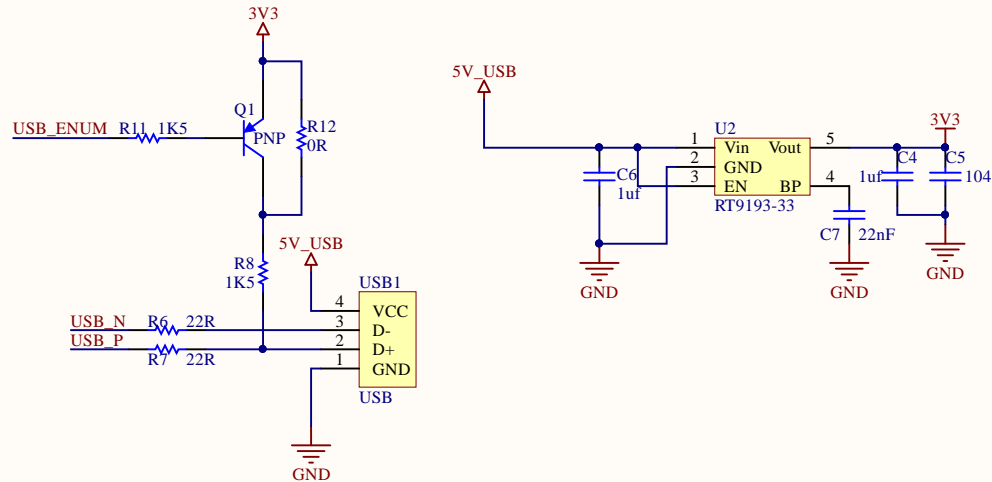 3V3
5V_USB
3V3
Q1
USB_ENUM
R11
1K5
PNP
R12
0R
U2
1
Vin
Vout
5
2
GND
3
EN
BP
4
RT9193-33
C6
1uf
C4
1uf
C5
104
C7
22nF
GND
GND
GND
5V_USB
R8
1K5
USB1
4
VCC
USB_N
R6
22R
3
D-
USB_P
R7
22R
2
D+
1
GND
USB
GND